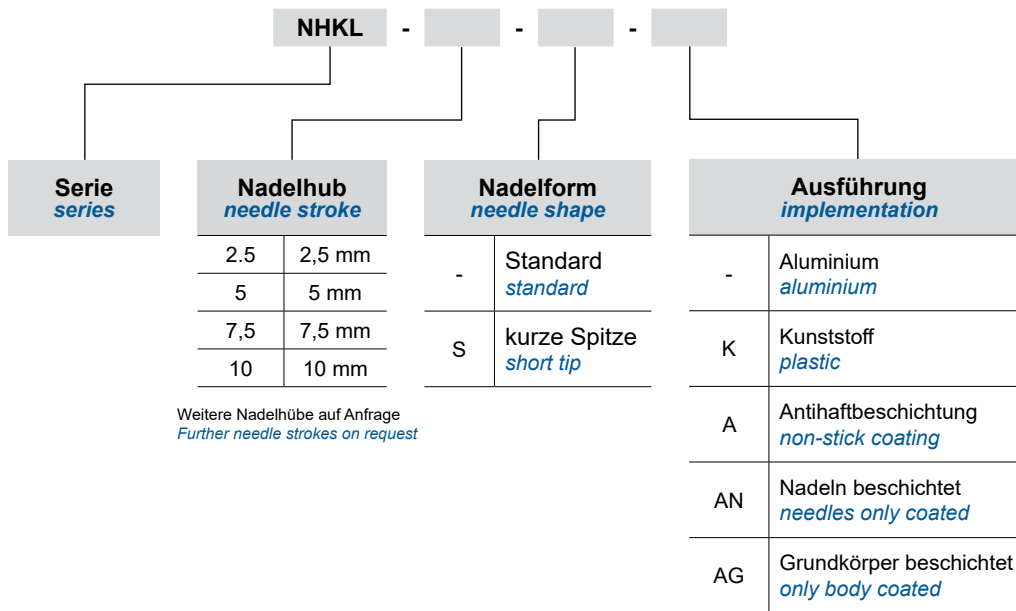 NHKL - - -
Serie
series
Nadelhub
needle stroke
2.5 2,5 mm
5 5 mm
7,5 7,5 mm
10 10 mm
Weitere Nadelhübe auf Anfrage
Further needle strokes on request
Nadelform
needle shape
- Standard
standard
S kurze Spitze
short tip
Ausführung
implementation
- Aluminium
aluminium
K Kunststoff
plastic
A Antihaftbeschichtung
non-stick coating
AN Nadeln beschichtet
needles only coated
AG Grundkörper beschichtet
only body coated